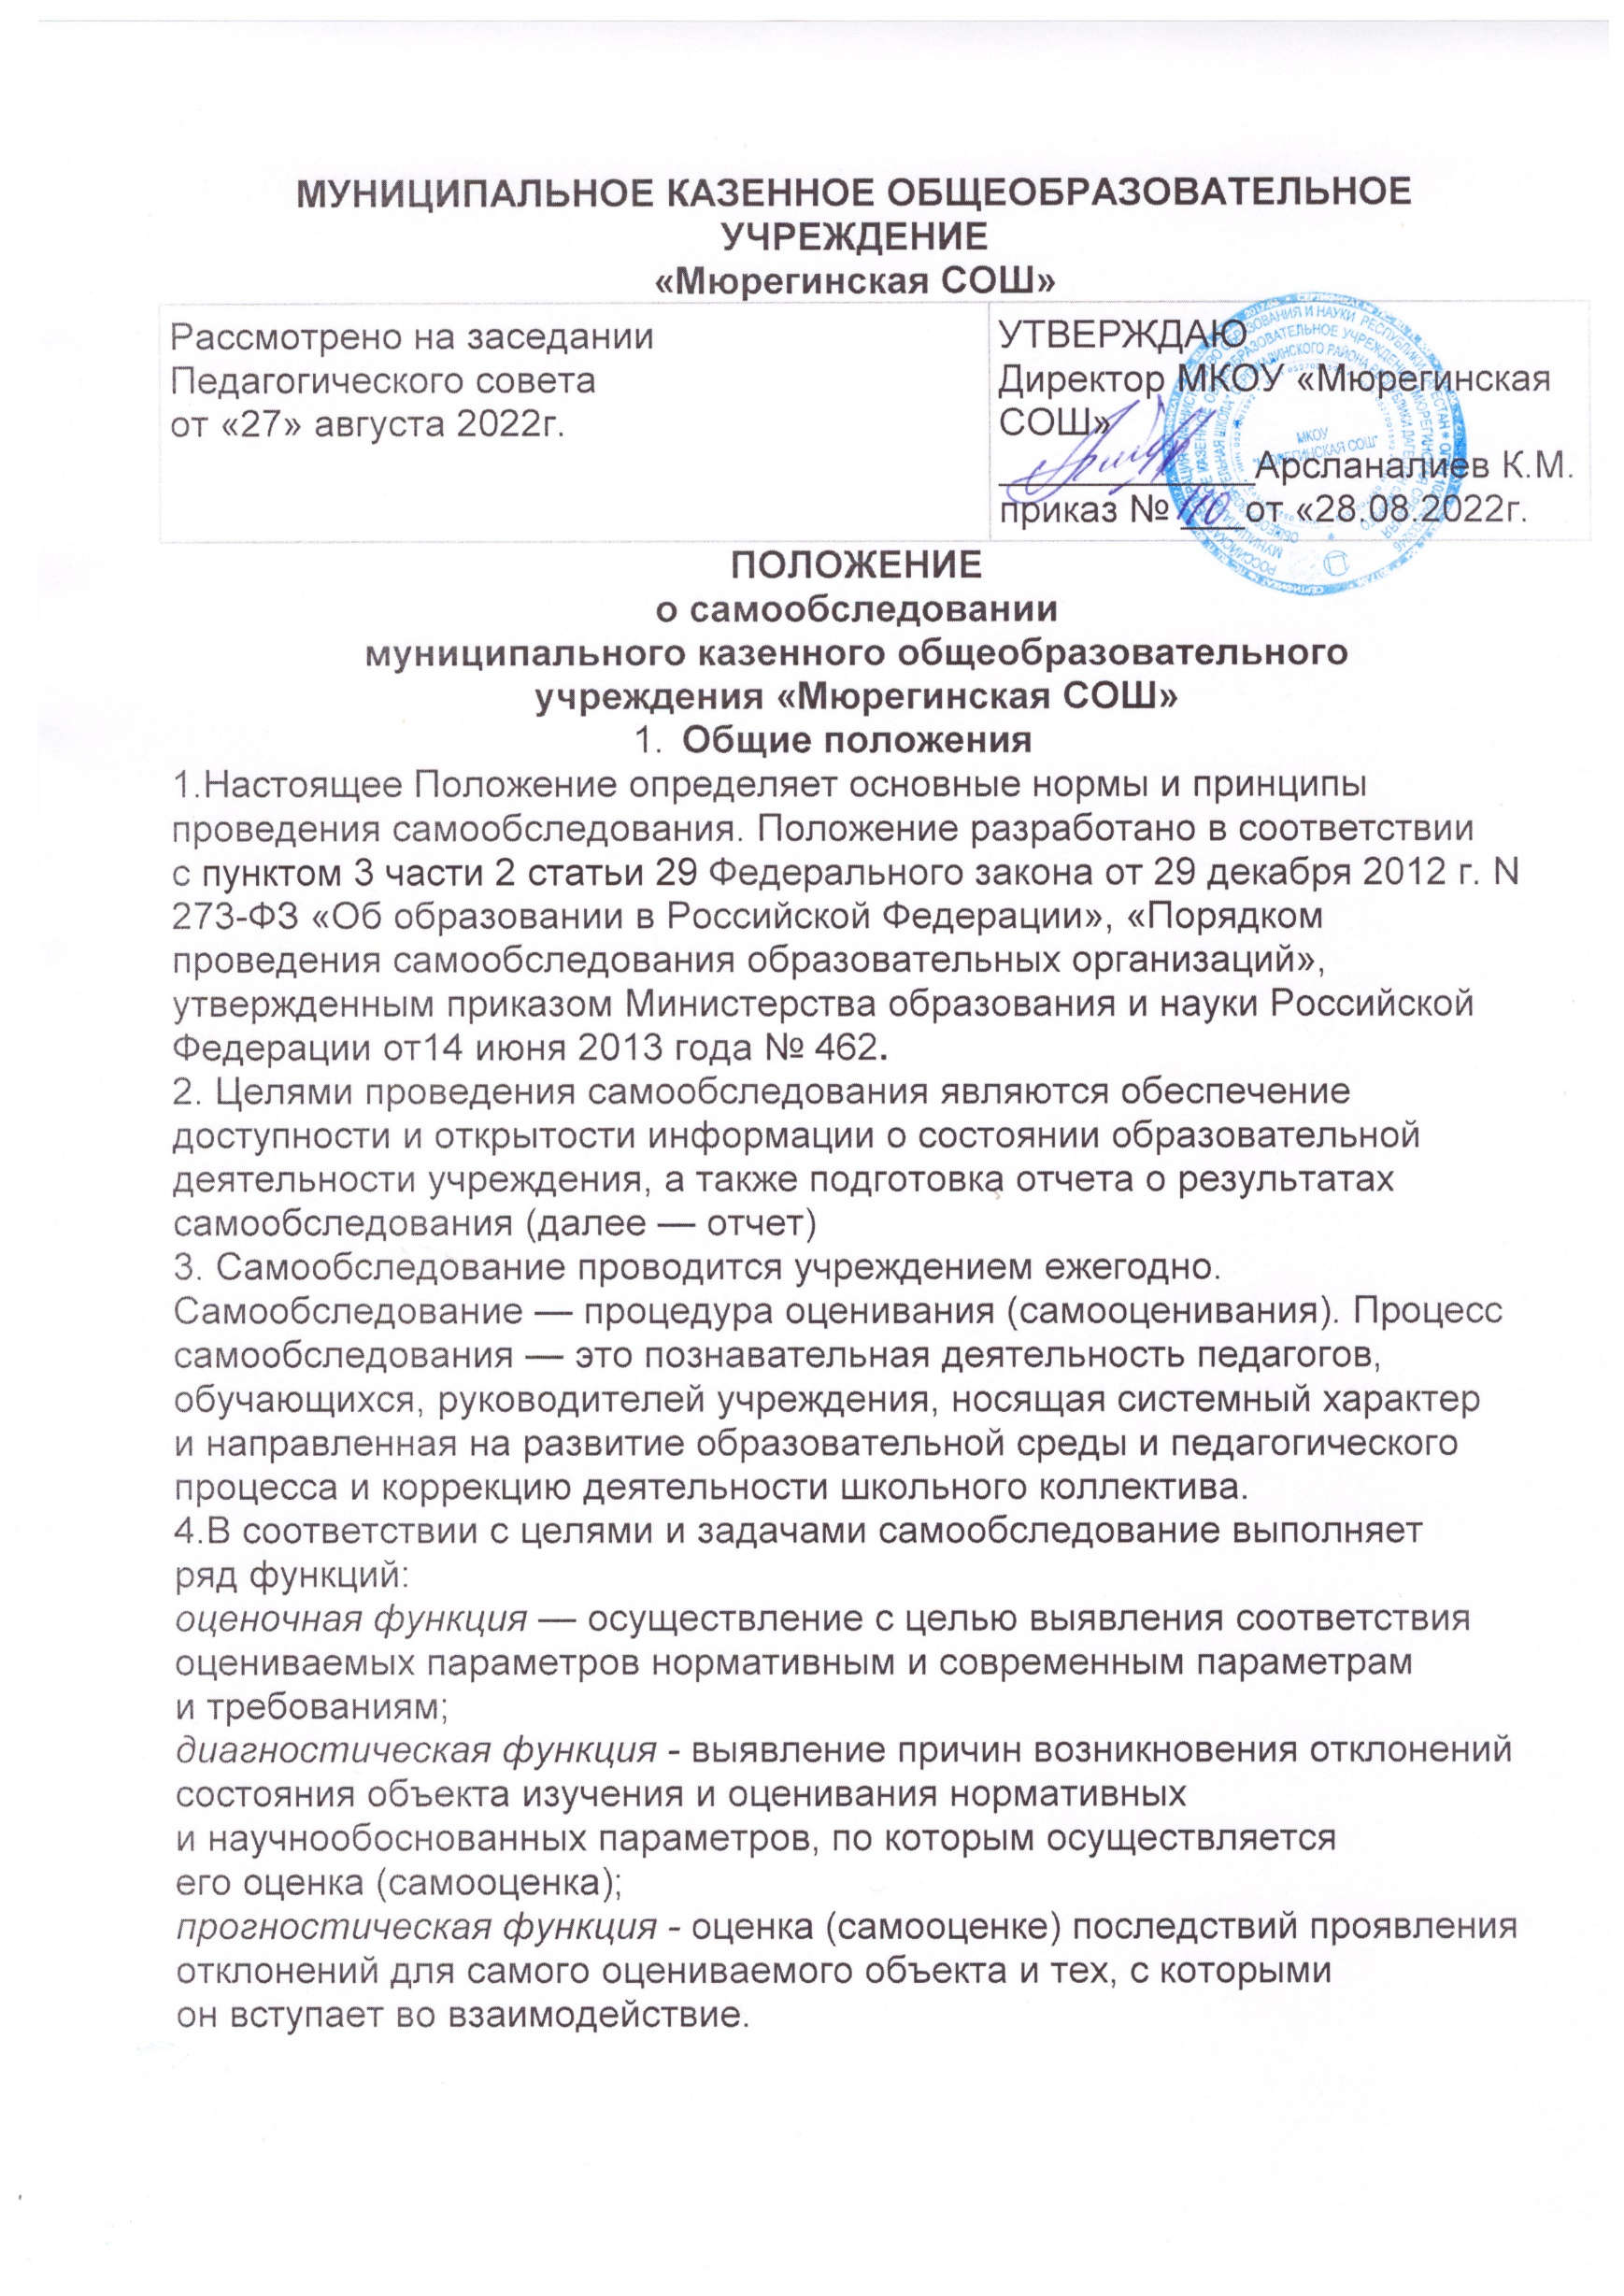 МУНИЦИПАЛЬНОЕ КАЗЕННОЕ ОБЩЕОБРАЗОВАТЕЛЬНОЕ
УЧРЕЖДЕНИЕ
«Мюрегинская СОШ»
Рассмотрено на заседании
Педагогического совета
от «27» августа 2022г.
УТВЕРЖДАЮ
Директор МКОУ «Мюрегинская
СОШ»
____________Арсланалиев К.М.
приказ № 110 от «28.08.2022г.
МКОУ
"МЮРЕГИНСКАЯ СОШ"
ПОЛОЖЕНИЕ
о самообследовании
муниципального казенного общеобразовательного
учреждения «Мюрегинская СОШ»
1. Общие положения
1.Настоящее Положение определяет основные нормы и принципы
проведения самообследования. Положение разработано в соответствии
с пунктом 3 части 2 статьи 29 Федерального закона от 29 декабря 2012 г. N
273-ФЗ «Об образовании в Российской Федерации», «Порядком
проведения самообследования образовательных организаций»,
утвержденным приказом Министерства образования и науки Российской
Федерации от14 июня 2013 года № 462.
2. Целями проведения самообследования являются обеспечение
доступности и открытости информации о состоянии образовательной
деятельности учреждения, а также подготовка отчета о результатах
самообследования (далее — отчет)
3. Самообследование проводится учреждением ежегодно.
Самообследование — процедура оценивания (самооценивания). Процесс
самообследования — это познавательная деятельность педагогов,
обучающихся, руководителей учреждения, носящая системный характер
и направленная на развитие образовательной среды и педагогического
процесса и коррекцию деятельности школьного коллектива.
4.В соответствии с целями и задачами самообследование выполняет
ряд функций:
оценочная функция — осуществление с целью выявления соответствия
оцениваемых параметров нормативным и современным параметрам
и требованиям;
диагностическая функция - выявление причин возникновения отклонений
состояния объекта изучения и оценивания нормативных
и научнообоснованных параметров, по которым осуществляется
его оценка (самооценка);
прогностическая функция - оценка (самооценке) последствий проявления
отклонений для самого оцениваемого объекта и тех, с которыми
он вступает во взаимодействие.